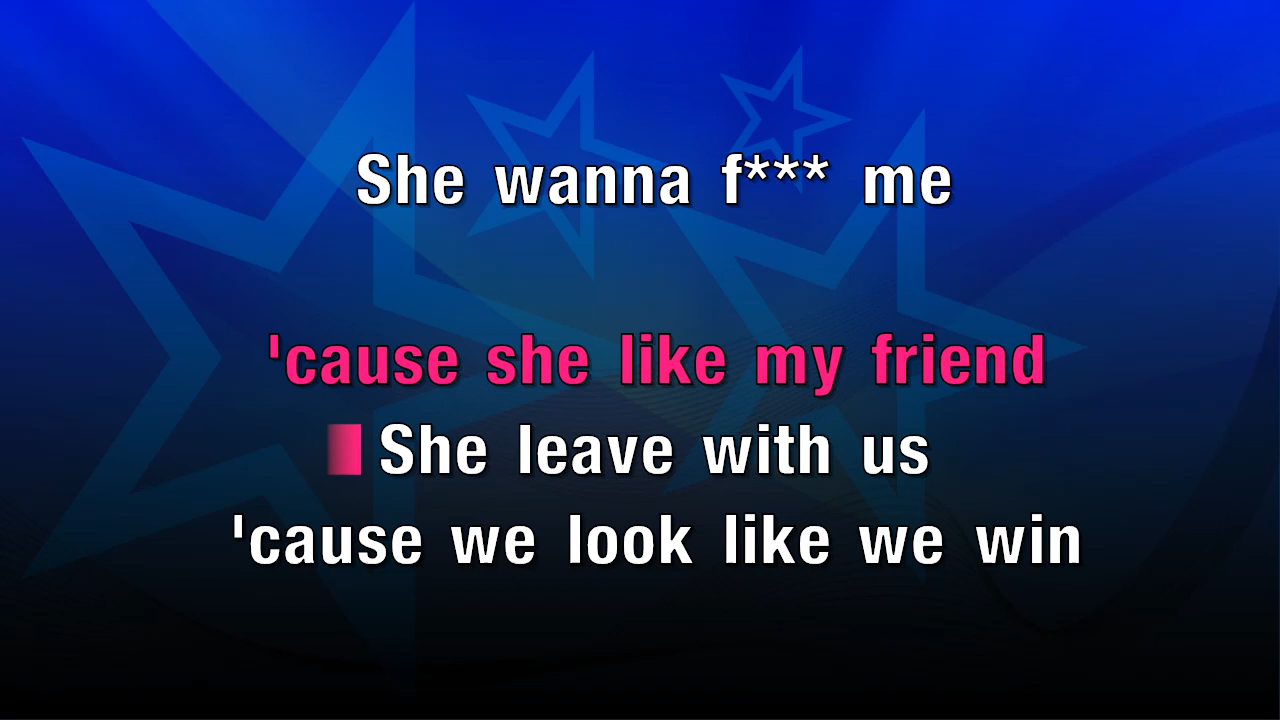 She wanna f*** me
'cause she like my friend
She leave with us
'cause we look like we win